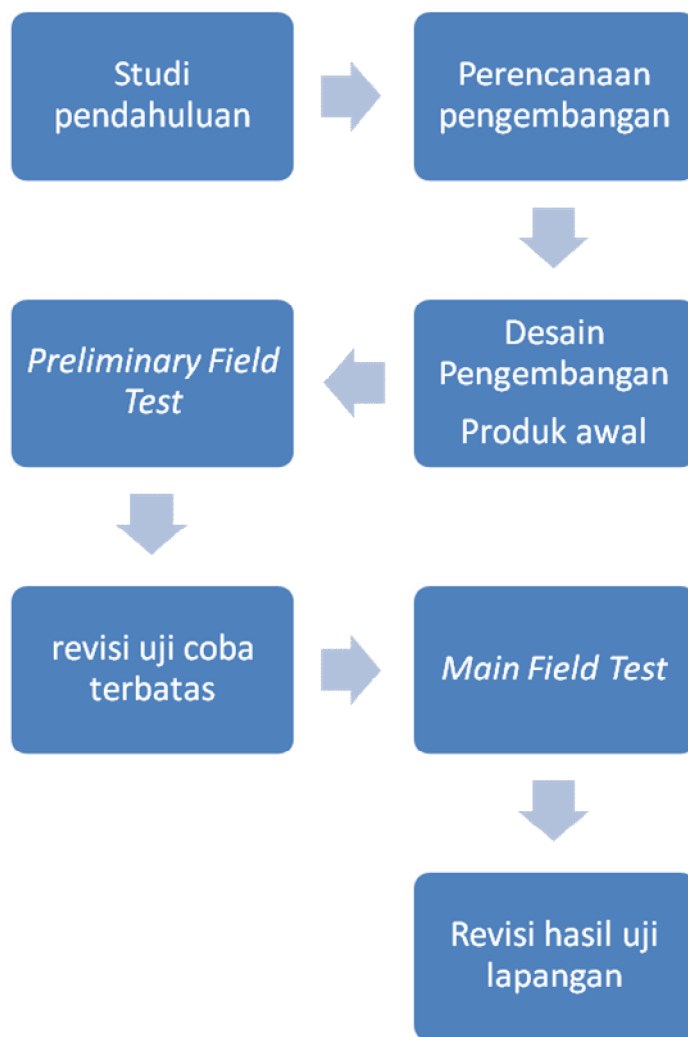 Studi
pendahuluan
Perencanaan
pengembangan
Desain
Pengembangan
Produk awal
Preliminary Field
Test
revisi uji coba
terbatas
Main Field Test
Revisi hasil uji
lapangan